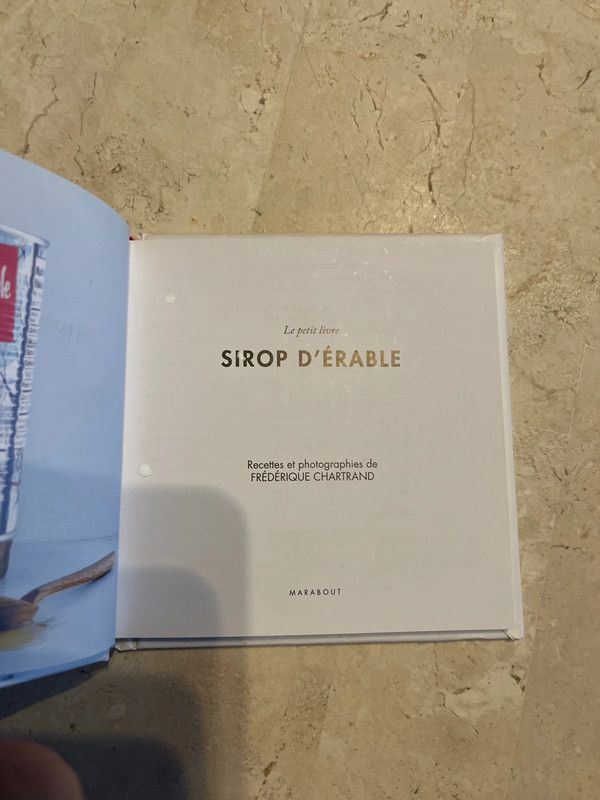 Le petit livre
SIROP D'ÉRABLE
Recettes et photographies de
FRÉDÉRIQUE CHARTRAND
MARABOUT